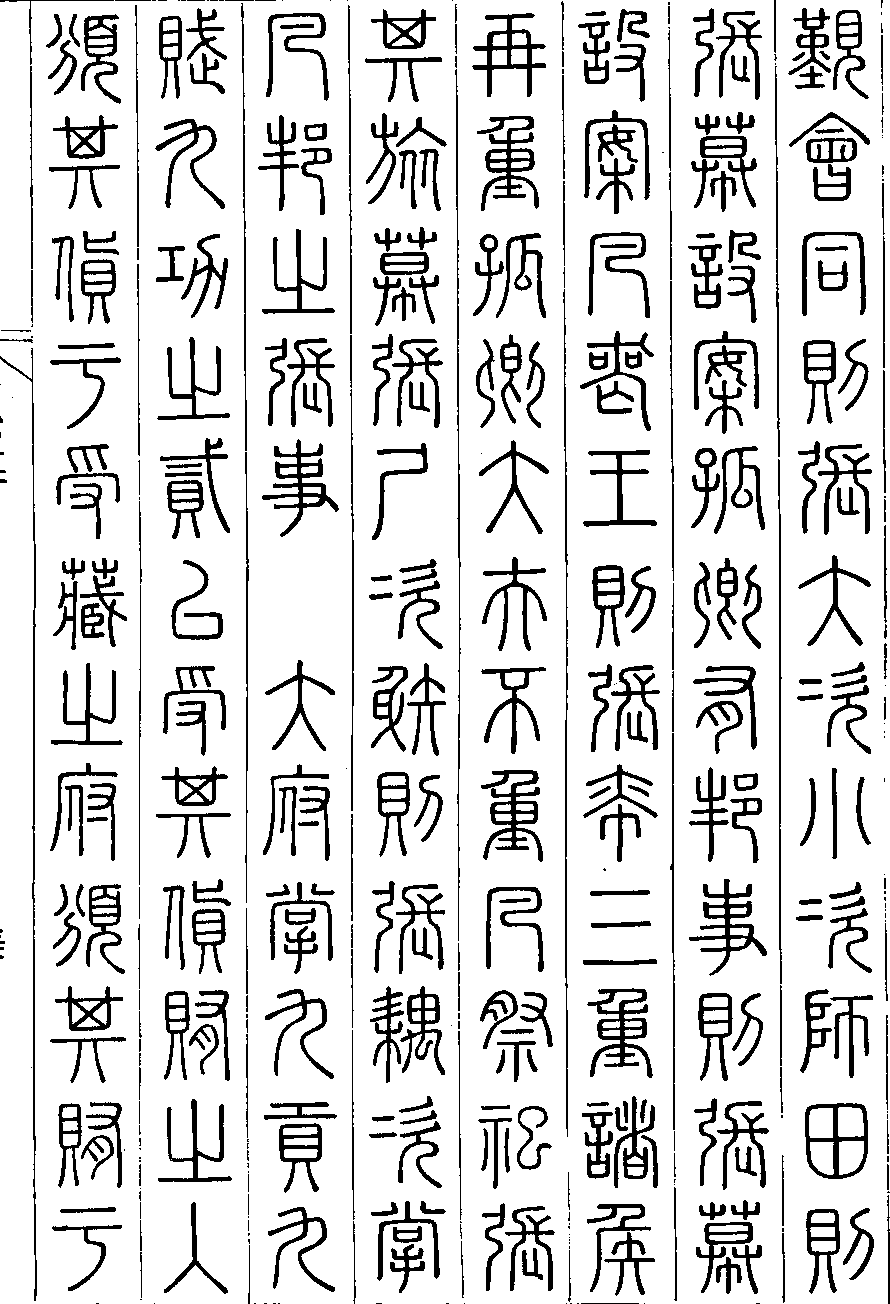 覲會同則張大次小次師田則
張幕設案孤卿有邦事則張幕
設案凡喪王則張帟三重諸侯
再重孤卿大夫不重凡祭祀張
其旅幕張尸次射則張耦次掌
凡邦之張事　大府掌九貢九
賦九功之貳以受其貨賄之入
頒其貨于受藏之府頒其賄于